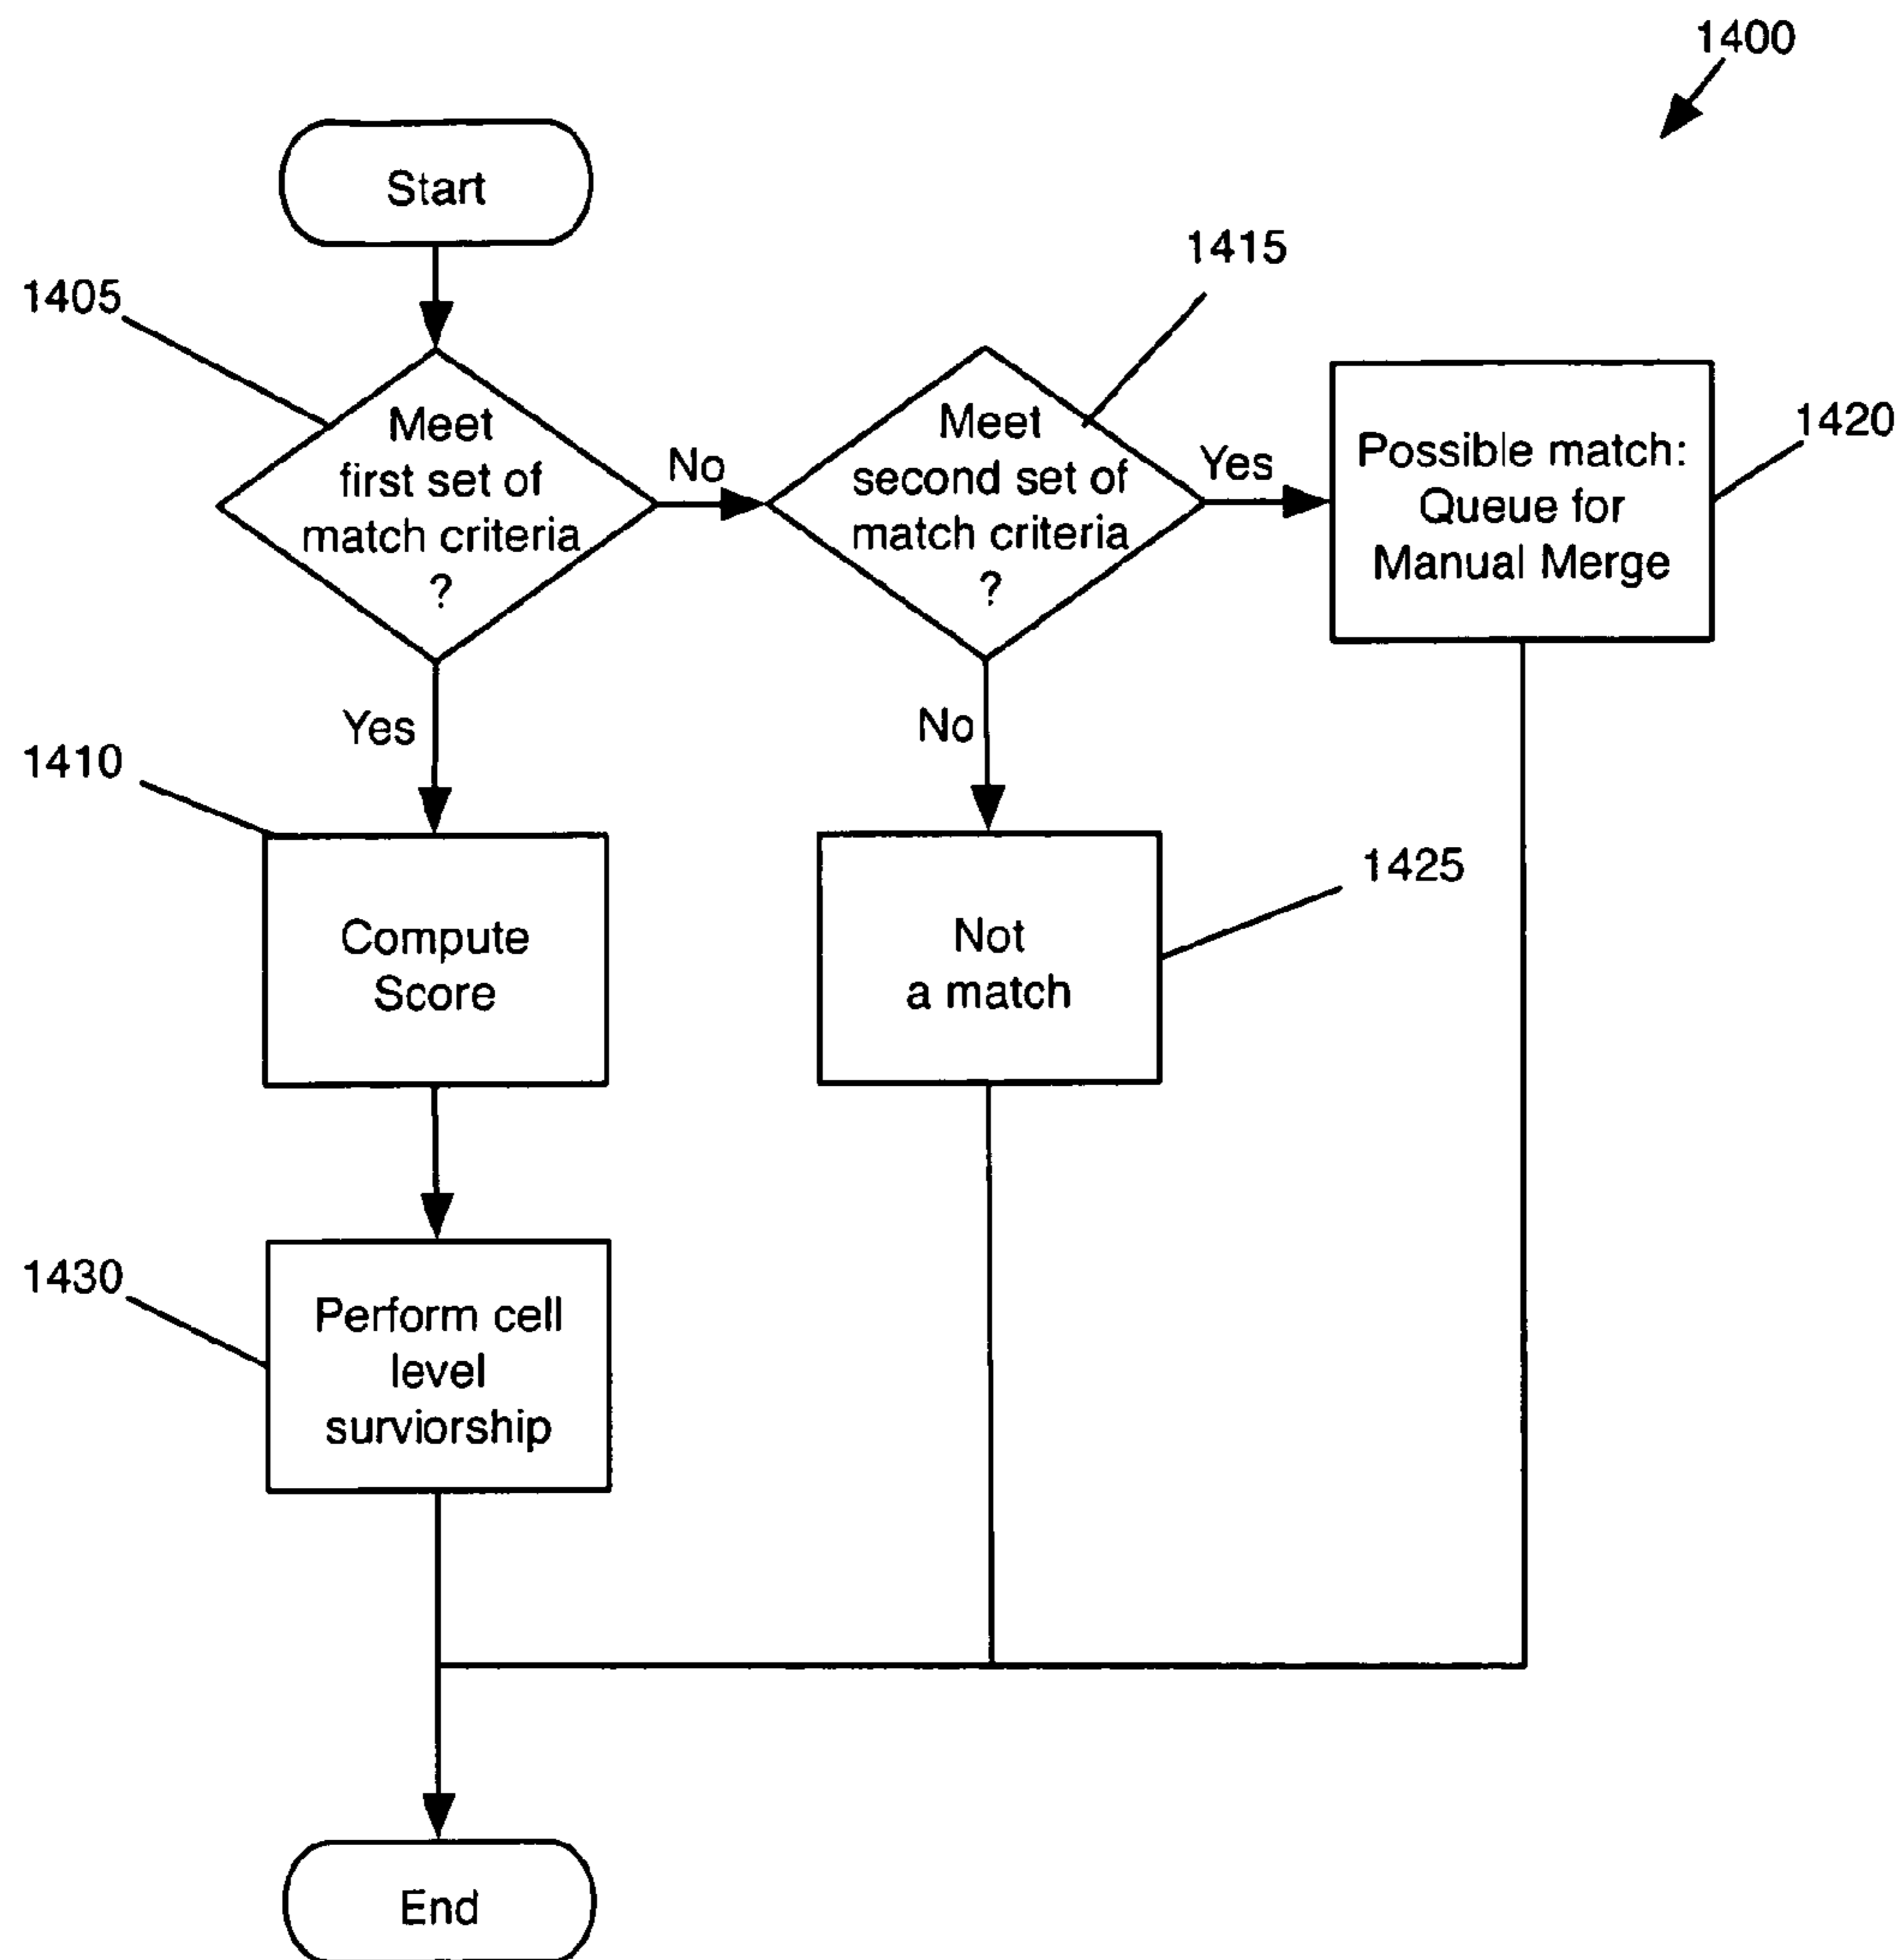 1400
Start
1405
1415
Meet
first set of
match criteria
?
No
Meet
second set of
match criteria
?
Yes
Possible match:
Queue for
Manual Merge
1420
Yes
No
1410
Compute
Score
Not
a match
1425
1430
Perform cell
level
surviorship
End